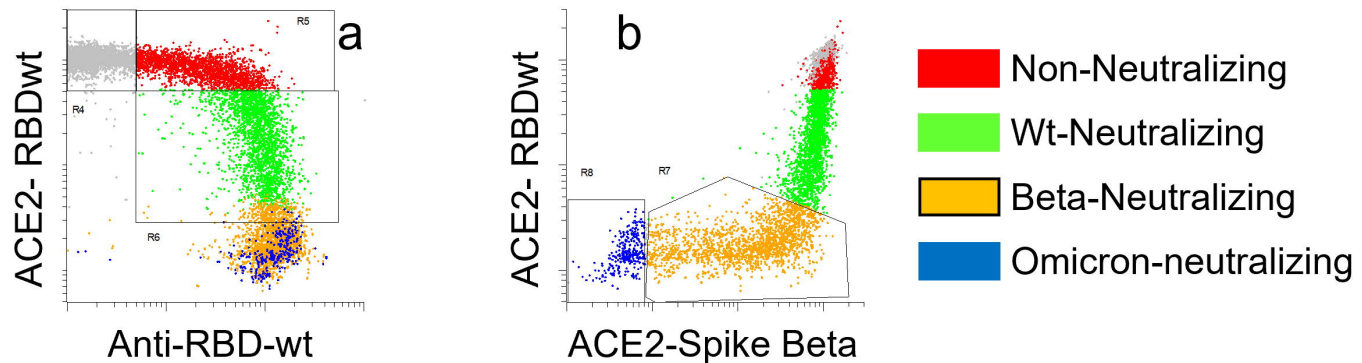 a
R5
R4
R6
ACE2- RBDwt
Anti-RBD-wt
b
R7
R8
ACE2- RBDwt
ACE2-Spike Beta
Non-Neutralizing
Wt-Neutralizing
Beta-Neutralizing
Omicron-neutralizing